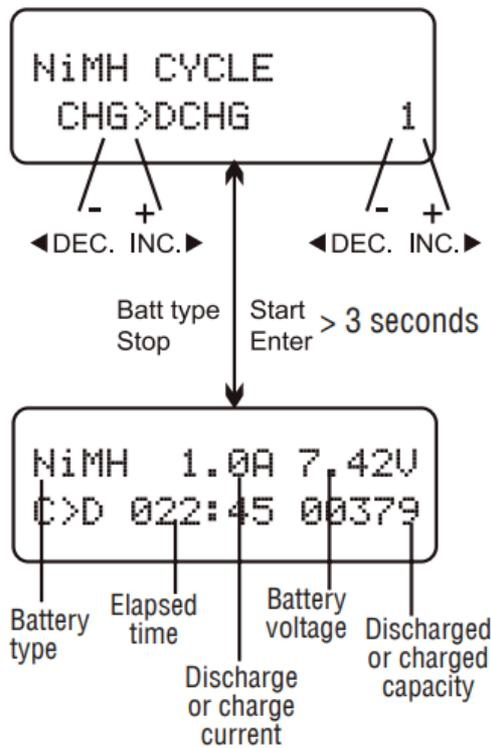 NiMH CYCLE
CHG>DCHG 1
- + - +
◀DEC. INC.▶ ◀DEC. INC.▶
Batt type Start > 3 seconds
Stop Enter
NiMH 1.0A 7.42V
C>D 022:45 00379
Battery type
Elapsed time
Discharge or charge current
Battery voltage
Discharged or charged capacity